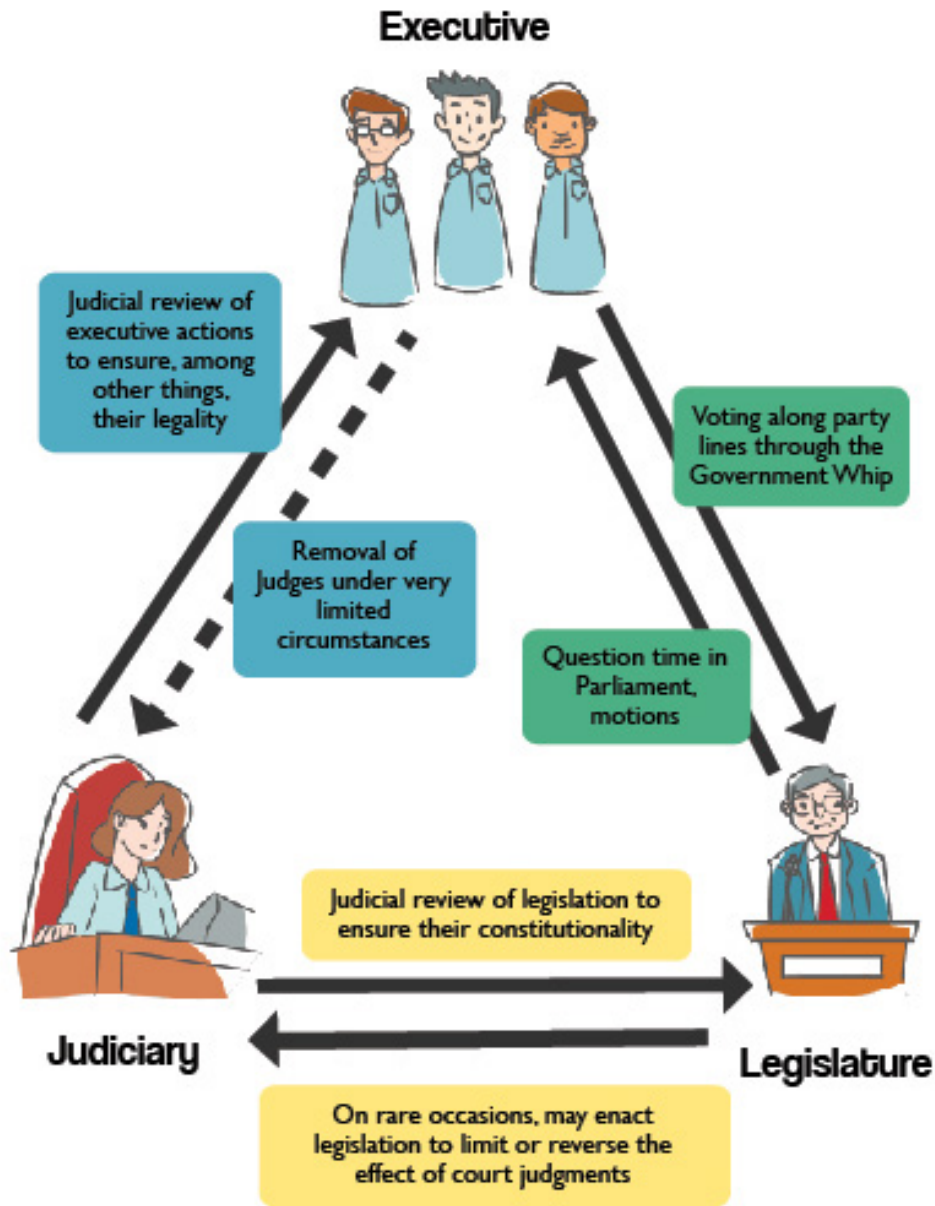 Executive
Judicial review of
executive actions
to ensure, among
other things,
their legality
Voting along party
lines through the
Government Whip
Removal of
Judges under very
limited
circumstances
Question time in
Parliament,
motions
Judicial review of legislation to
ensure their constitutionality
Judiciary
Legislature
On rare occasions, may enact
legislation to limit or reverse the
effect of court judgments